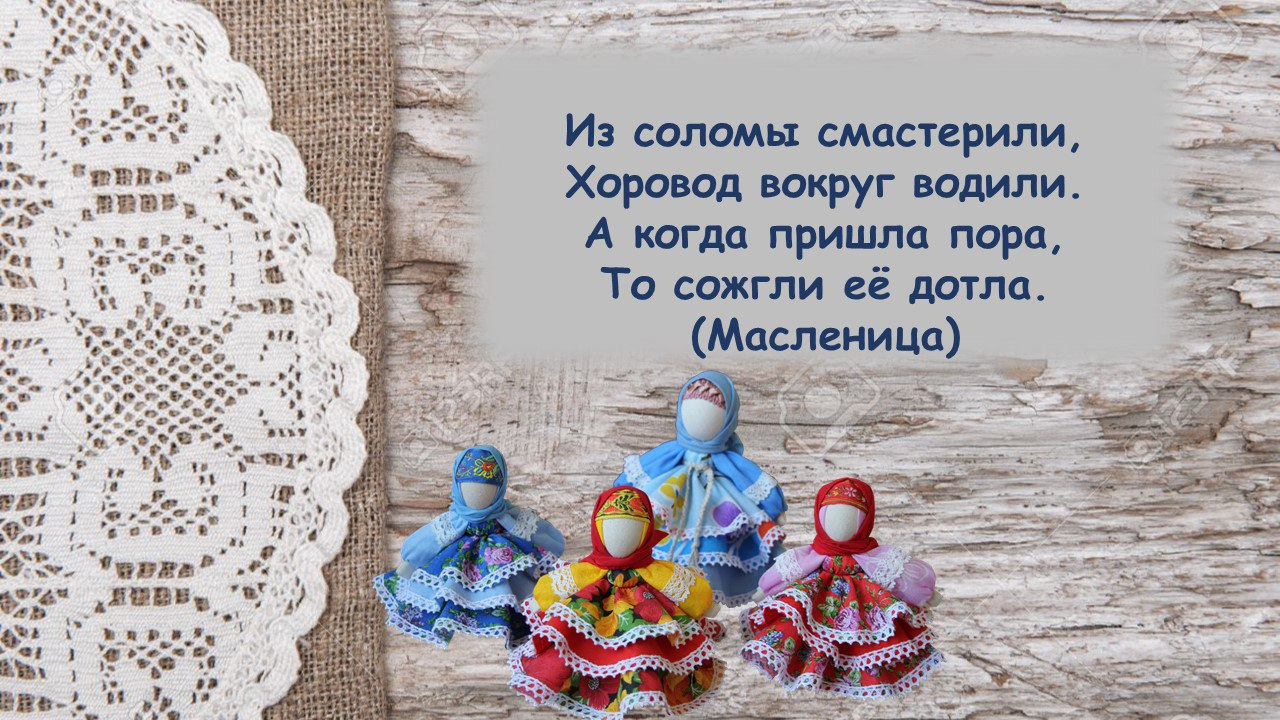 Из соломы смастерили,
Хоровод вокруг водили.
А когда пришла пора,
То сожгли её дотла.
(Масленица)